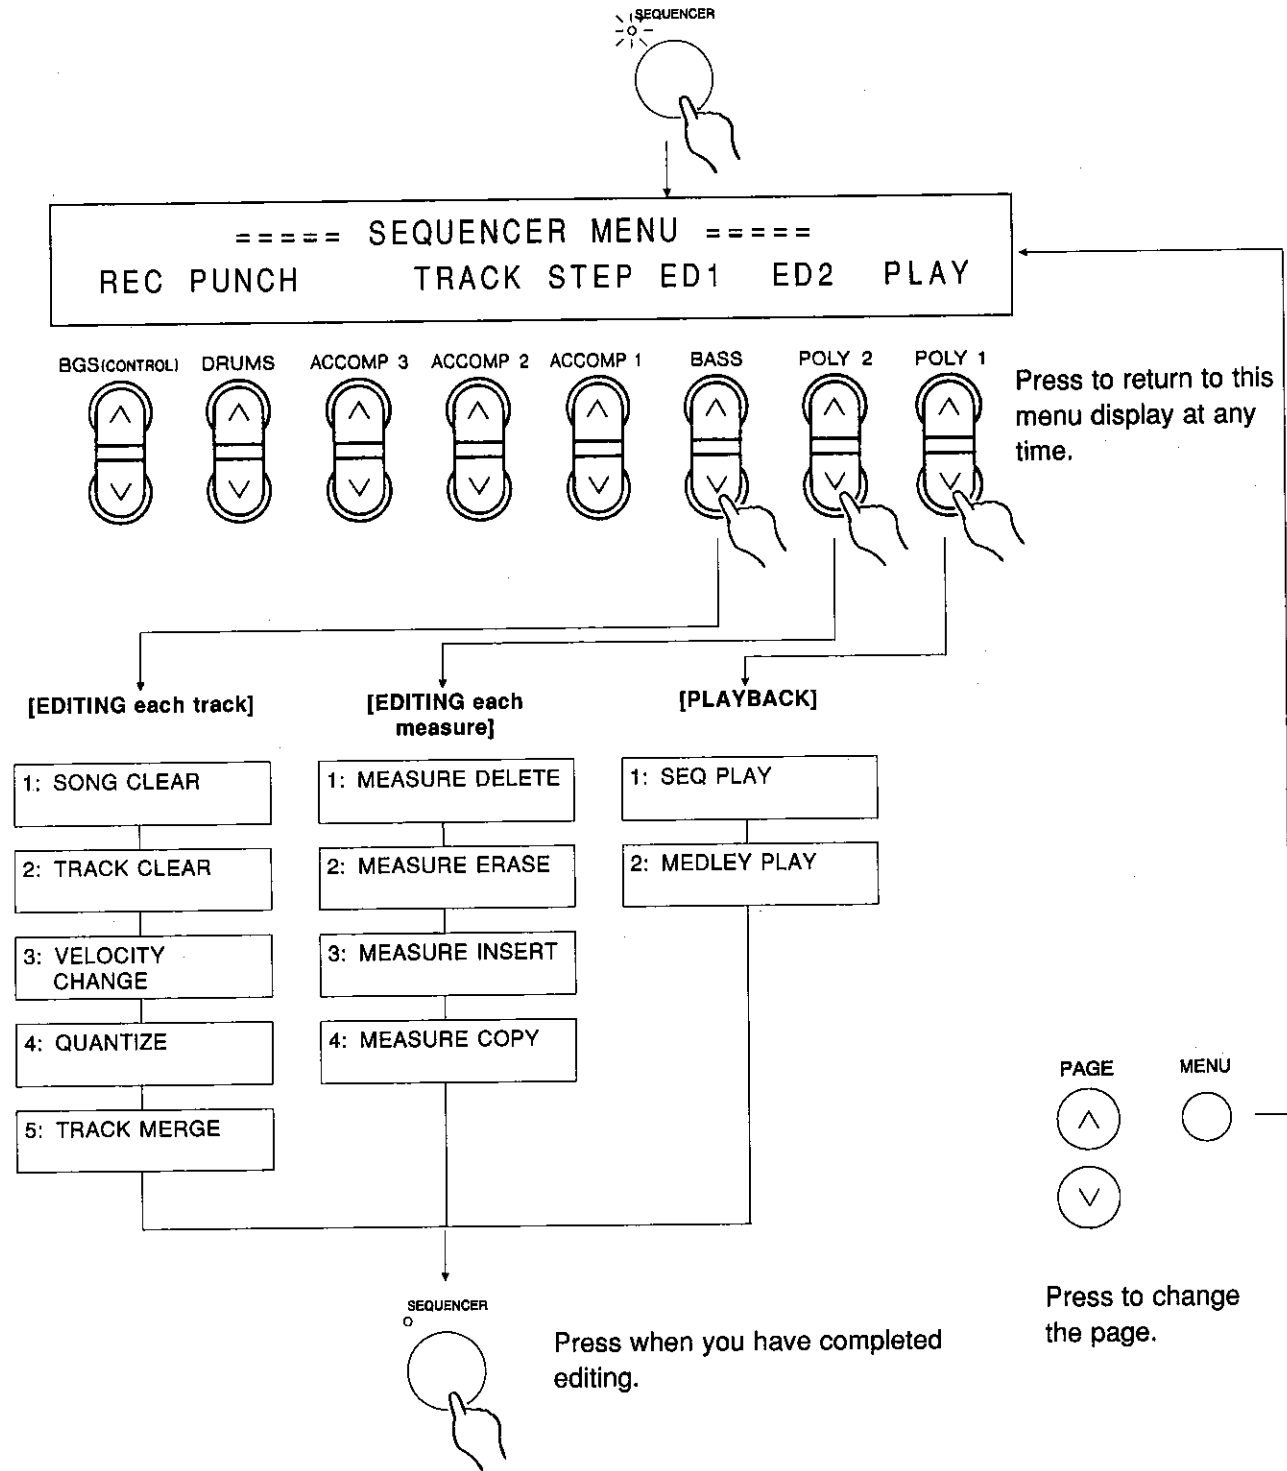 SEQUENCER
===== SEQUENCER MENU =====
REC PUNCH TRACK STEP ED1 ED2 PLAY
BGS(CONTROL) DRUMS ACCOMP 3 ACCOMP 2 ACCOMP 1 BASS POLY 2 POLY 1
Press to return to this
menu display at any
time.
[EDITING each track]
[EDITING each
measure]
[PLAYBACK]
1: SONG CLEAR
2: TRACK CLEAR
3: VELOCITY
CHANGE
4: QUANTIZE
5: TRACK MERGE
1: MEASURE DELETE
2: MEASURE ERASE
3: MEASURE INSERT
4: MEASURE COPY
1: SEQ PLAY
2: MEDLEY PLAY
PAGE MENU
Press to change
the page.
SEQUENCER
Press when you have completed
editing.